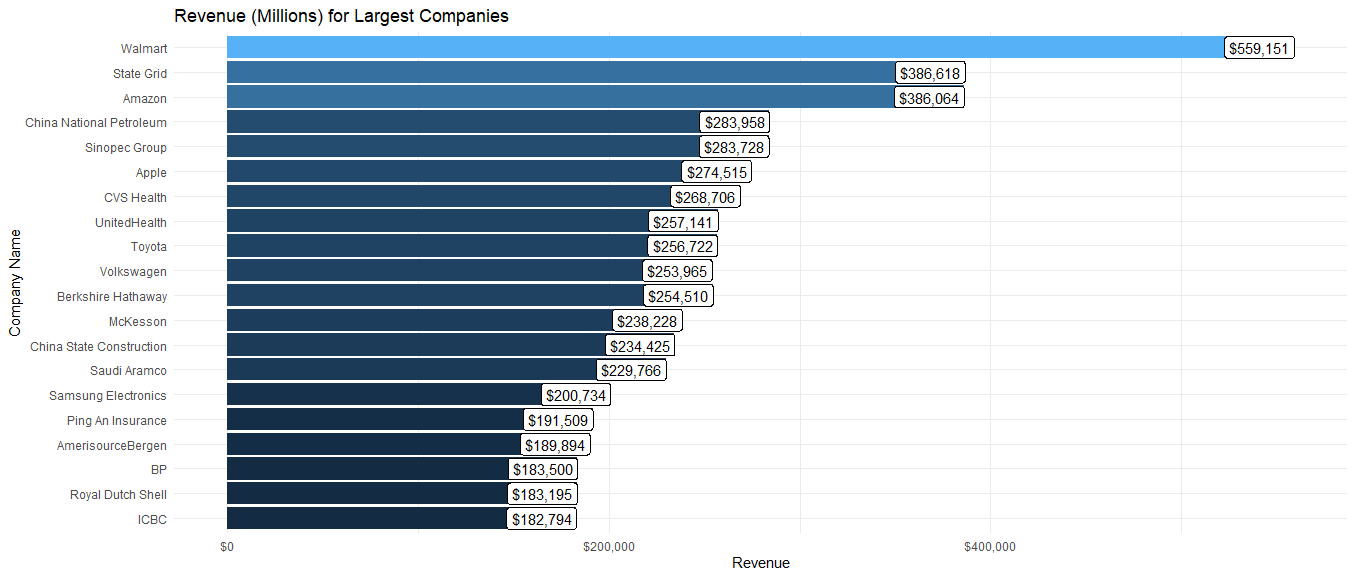 Revenue (Millions) for Largest Companies
Company Name
Walmart $559,151
State Grid $386,618
Amazon $386,064
China National Petroleum $283,958
Sinopec Group $283,728
Apple $274,515
CVS Health $268,706
UnitedHealth $257,141
Toyota $256,722
Volkswagen $253,965
Berkshire Hathaway $254,510
McKesson $238,228
China State Construction $234,425
Saudi Aramco $229,766
Samsung Electronics $200,734
Ping An Insurance $191,509
AmerisourceBergen $189,894
BP $183,500
Royal Dutch Shell $183,195
ICBC $182,794
$0 $200,000 $400,000
Revenue